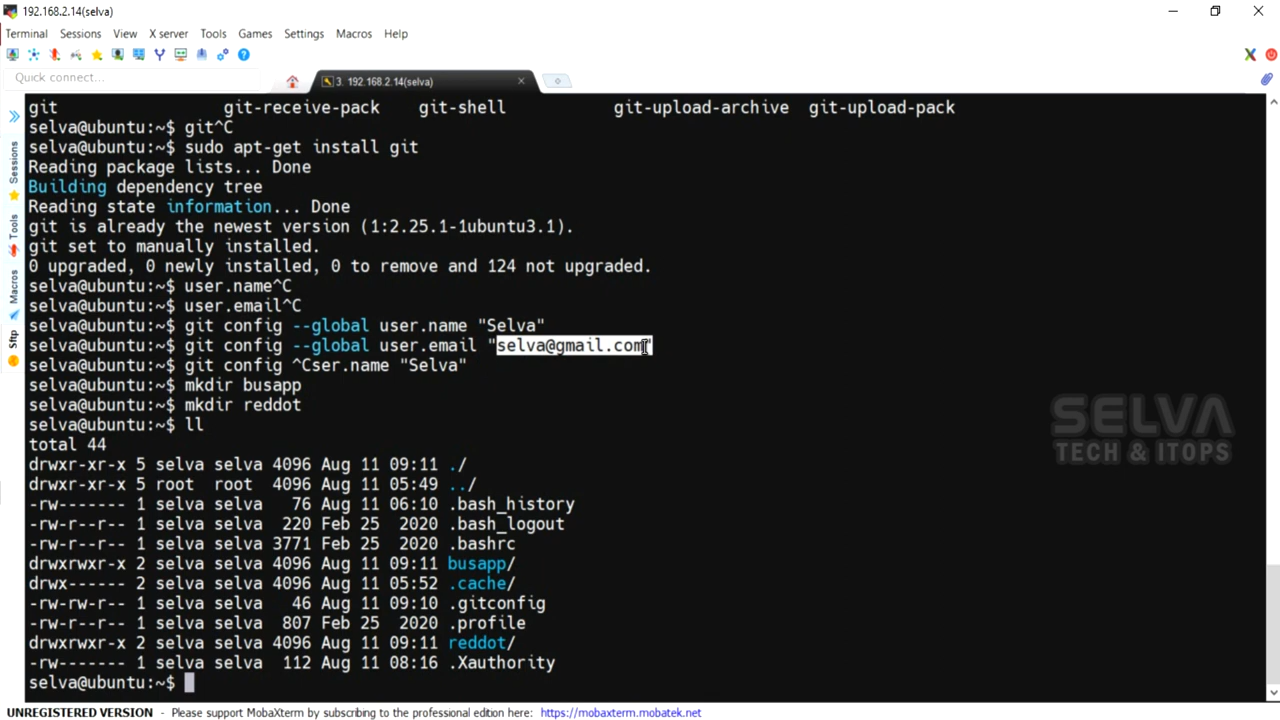 192.168.2.14(selva)
Terminal Sessions View X server Tools Games Settings Macros Help
Quick connect...
3. 192.168.2.14(selva)
Sessions
Tools
Macros
Sftp
git git-receive-pack git-shell git-upload-archive git-upload-pack
selva@ubuntu:~$ git^C
selva@ubuntu:~$ sudo apt-get install git
Reading package lists... Done
Building dependency tree
Reading state information... Done
git is already the newest version (1:2.25.1-1ubuntu3.1).
git set to manually installed.
0 upgraded, 0 newly installed, 0 to remove and 124 not upgraded.
selva@ubuntu:~$ user.name^C
selva@ubuntu:~$ user.email^C
selva@ubuntu:~$ git config --global user.name "Selva"
selva@ubuntu:~$ git config --global user.email "selva@gmail.com"
selva@ubuntu:~$ git config ^Cser.name "Selva"
selva@ubuntu:~$ mkdir busapp
selva@ubuntu:~$ mkdir reddot
selva@ubuntu:~$ ll
total 44
drwxr-xr-x 5 selva selva 4096 Aug 11 09:11 ./
drwxr-xr-x 5 root root 4096 Aug 11 05:49 ../
-rw------- 1 selva selva 76 Aug 11 06:10 .bash_history
-rw-r--r-- 1 selva selva 220 Feb 25 2020 .bash_logout
-rw-r--r-- 1 selva selva 3771 Feb 25 2020 .bashrc
drwxrwxr-x 2 selva selva 4096 Aug 11 09:11 busapp/
drwx------ 2 selva selva 4096 Aug 11 05:52 .cache/
-rw-rw-r-- 1 selva selva 46 Aug 11 09:10 .gitconfig
-rw-r--r-- 1 selva selva 807 Feb 25 2020 .profile
drwxrwxr-x 2 selva selva 4096 Aug 11 09:11 reddot/
-rw------- 1 selva selva 112 Aug 11 08:16 .Xauthority
selva@ubuntu:~$
SELVA
TECH & ITOPS
UNREGISTERED VERSION - Please support MobaXterm by subscribing to the professional edition here: https://mobaxterm.mobatek.net